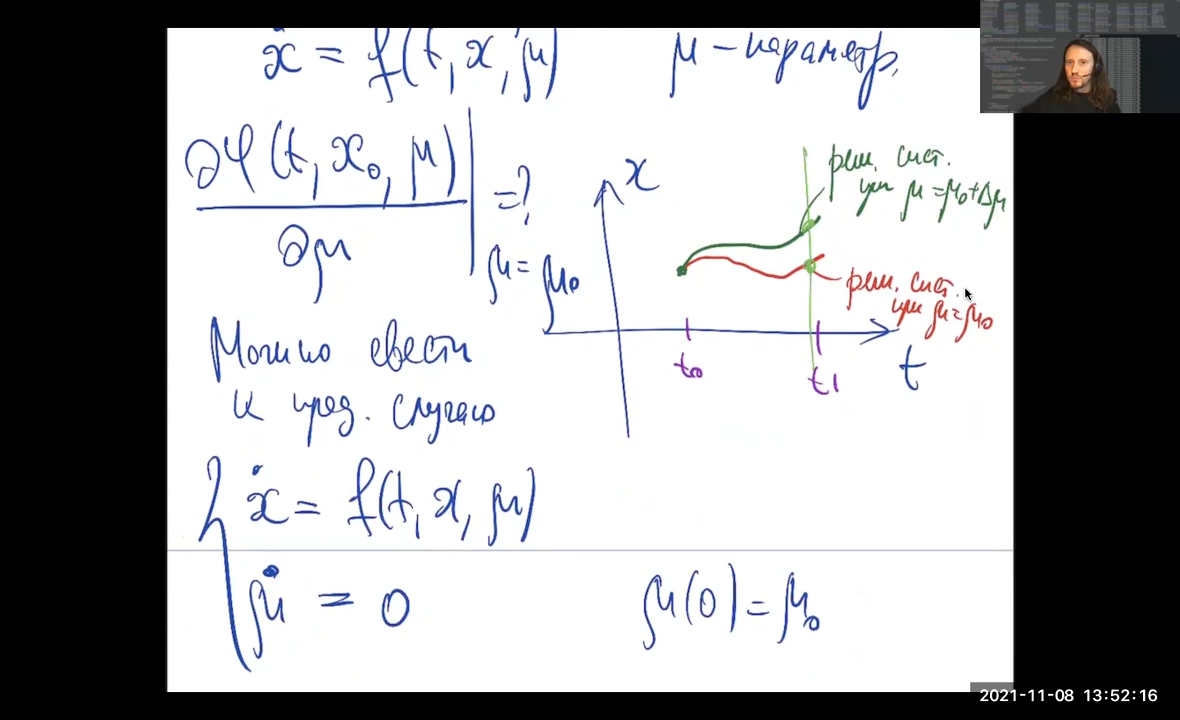 ẋ = f(t, x, μ) μ - параметр.
∂φ(t, x₀, μ)
∂μ
| = ?
μ = μ₀
x
реш. сист.
при μ = μ₀ + Δμ
реш. сист.
при μ = μ₀
t₀
t₁
t
Можно свести
к пред. случаю
{ ẋ = f(t, x, μ)
μ̇ = 0 μ(0) = μ₀
2021-11-08 13:52:16